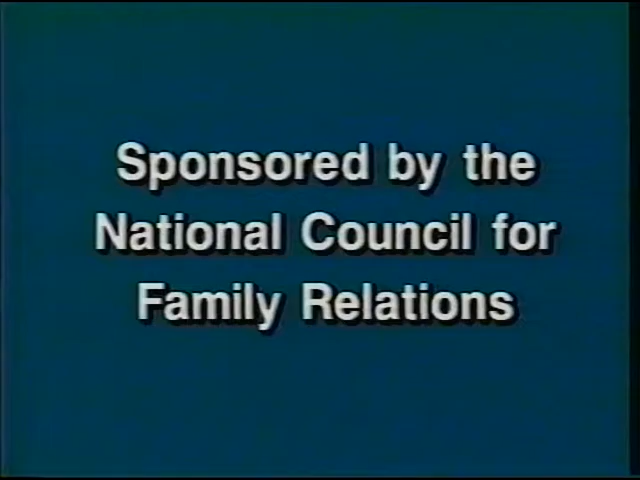 Sponsored by the
National Council for
Family Relations